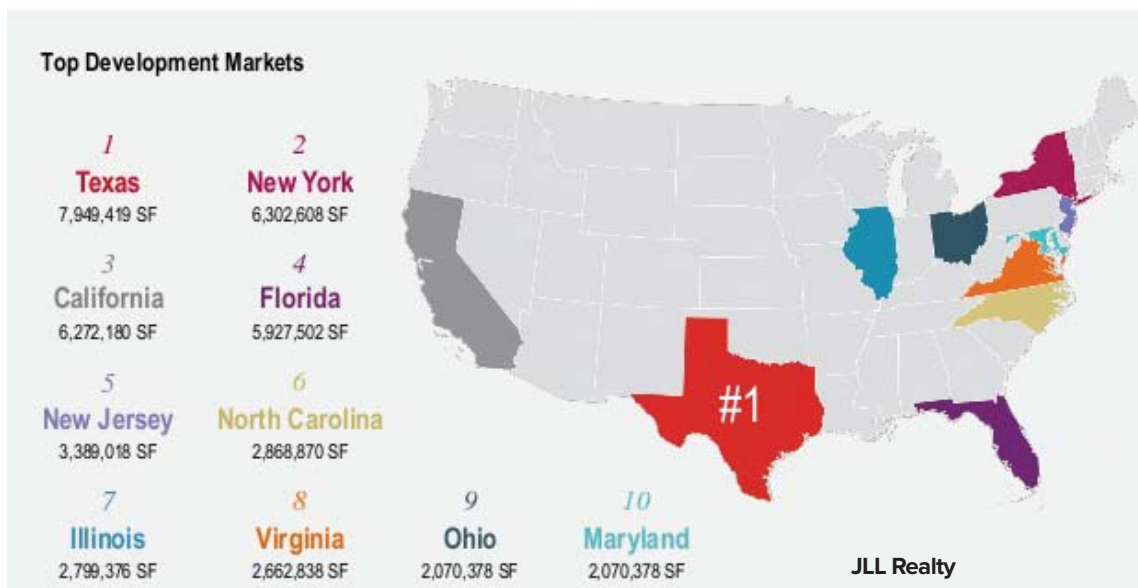 Top Development Markets
1
Texas
7,949,419 SF
2
New York
6,302,608 SF
3
California
6,272,180 SF
4
Florida
5,927,502 SF
5
New Jersey
3,389,018 SF
6
North Carolina
2,868,870 SF
7
Illinois
2,799,376 SF
8
Virginia
2,662,838 SF
9
Ohio
2,070,378 SF
10
Maryland
2,070,378 SF
#1
JLL Realty